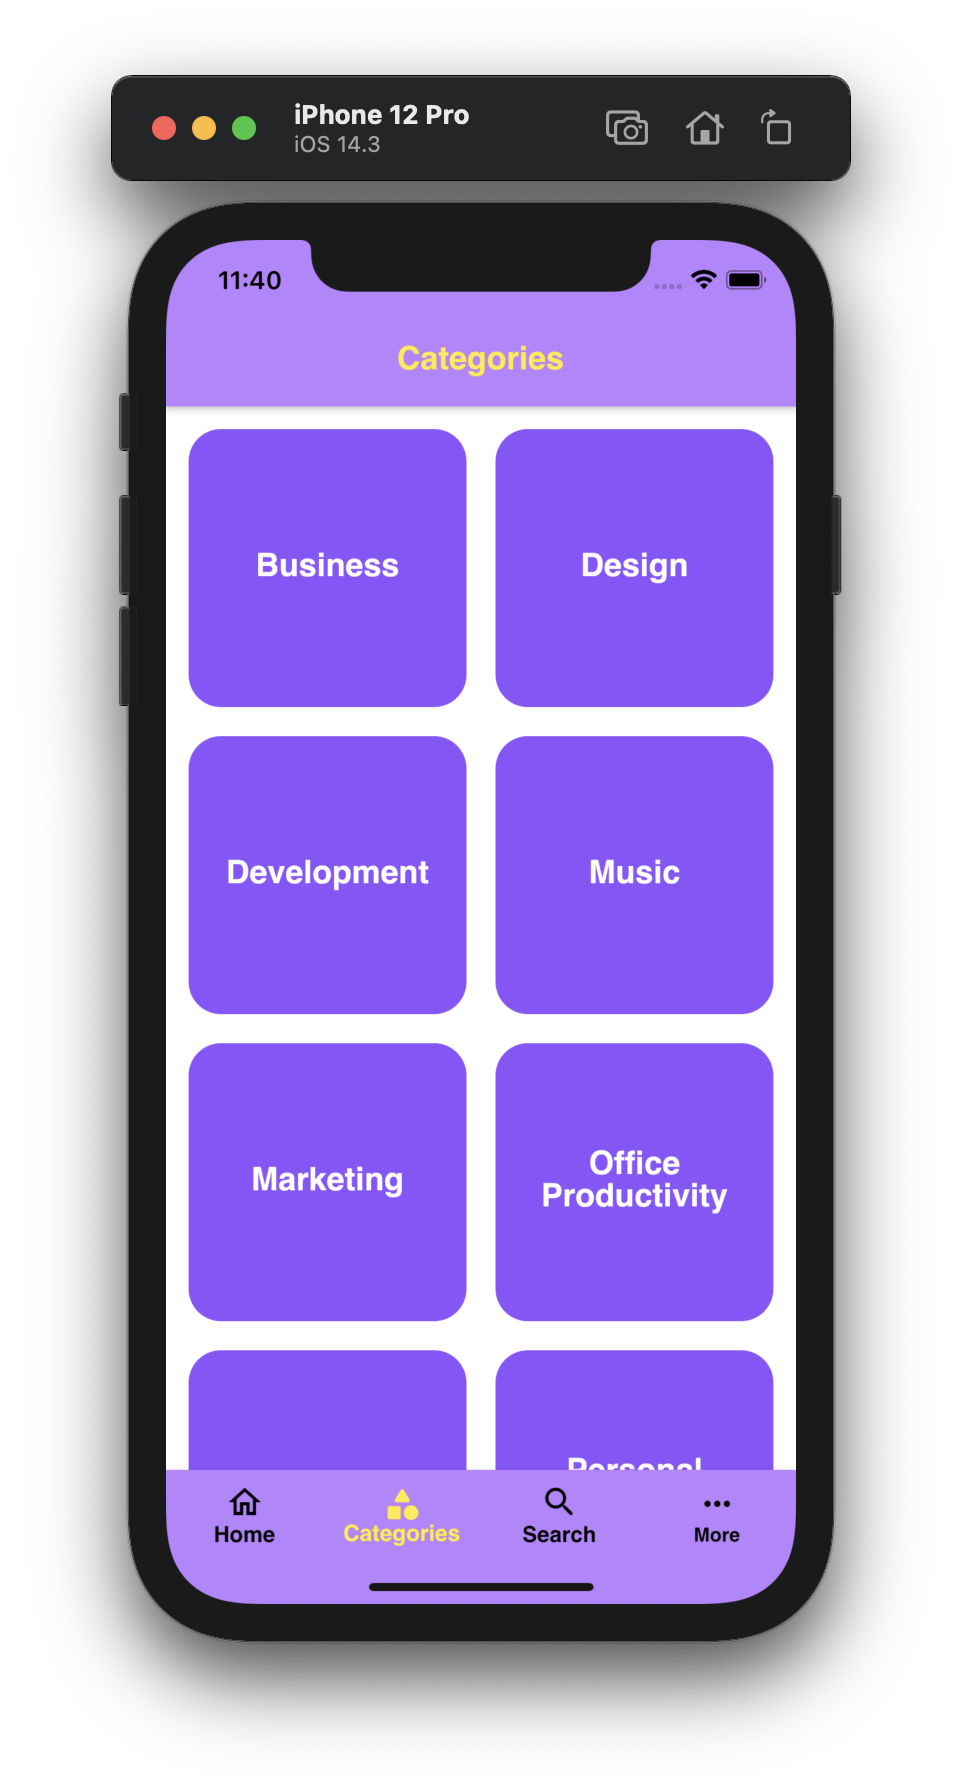 iPhone 12 Pro
iOS 14.3
11:40
Categories
Business
Design
Development
Music
Marketing
Office
Productivity
Personal
Home
Categories
Search
More